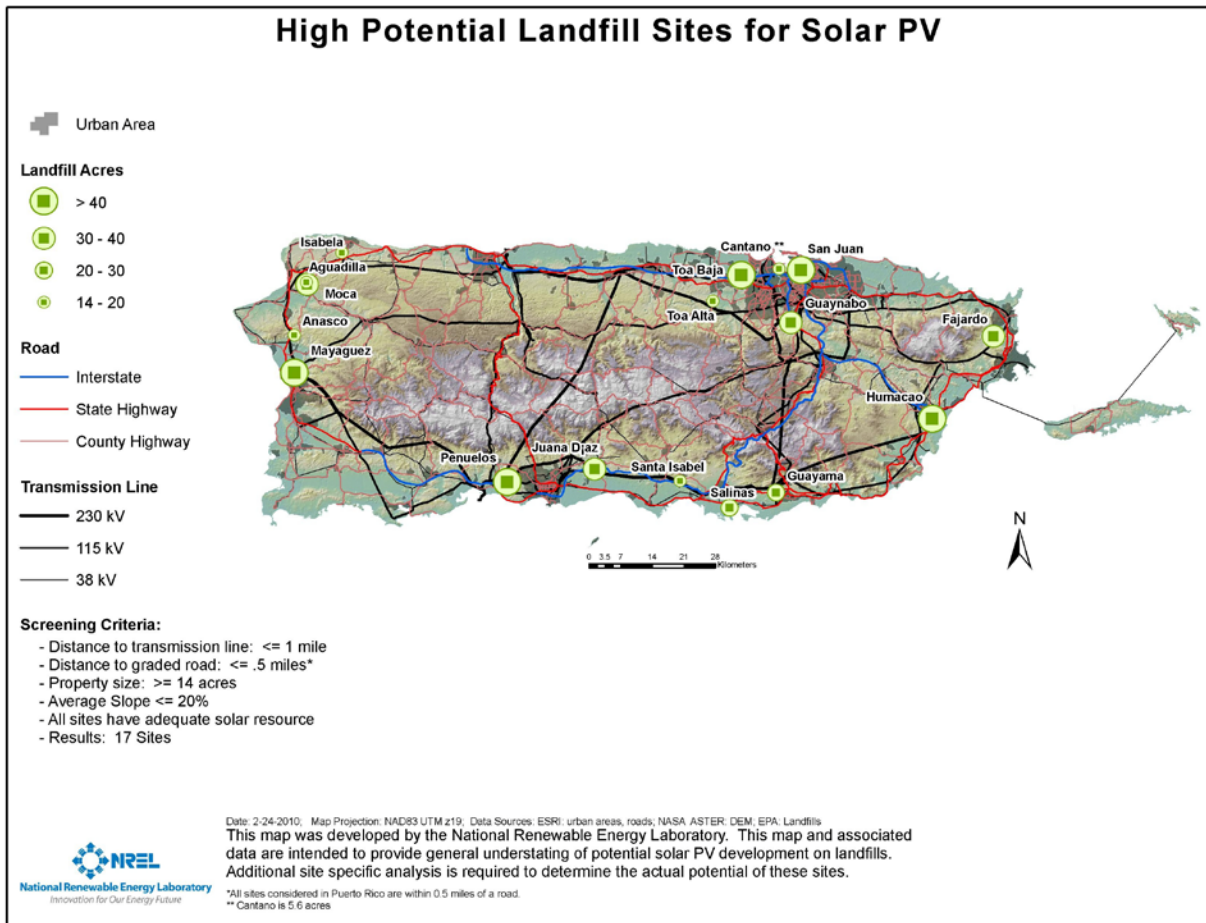 High Potential Landfill Sites for Solar PV
Urban Area
Landfill Acres
> 40
30 - 40
20 - 30
14 - 20
Road
Interstate
State Highway
County Highway
Transmission Line
230 kV
115 kV
38 kV
Screening Criteria:
- Distance to transmission line: <= 1 mile
- Distance to graded road: <= .5 miles*
- Property size: >= 14 acres
- Average Slope <= 20%
- All sites have adequate solar resource
- Results: 17 Sites
Isabela
Aguadilla
Moca
Anasco
Mayaguez
Cantano **
San Juan
Toa Baja
Toa Alta
Guaynabo
Fajardo
Humacao
Penuelos
Juana D¡az
Santa Isabel
Salinas
Guayama
N
0 3.5 7 14 21 28
Kilometers
NREL
National Renewable Energy Laboratory
Innovation for Our Energy Future
Date: 2-24-2010; Map Projection: NAD83 UTM z19; Data Sources: ESRI: urban areas, roads; NASA ASTER: DEM; EPA: Landfills
This map was developed by the National Renewable Energy Laboratory. This map and associated
data are intended to provide general understating of potential solar PV development on landfills.
Additional site specific analysis is required to determine the actual potential of these sites.
*All sites considered in Puerto Rico are within 0.5 miles of a road.
** Cantano is 5.6 acres